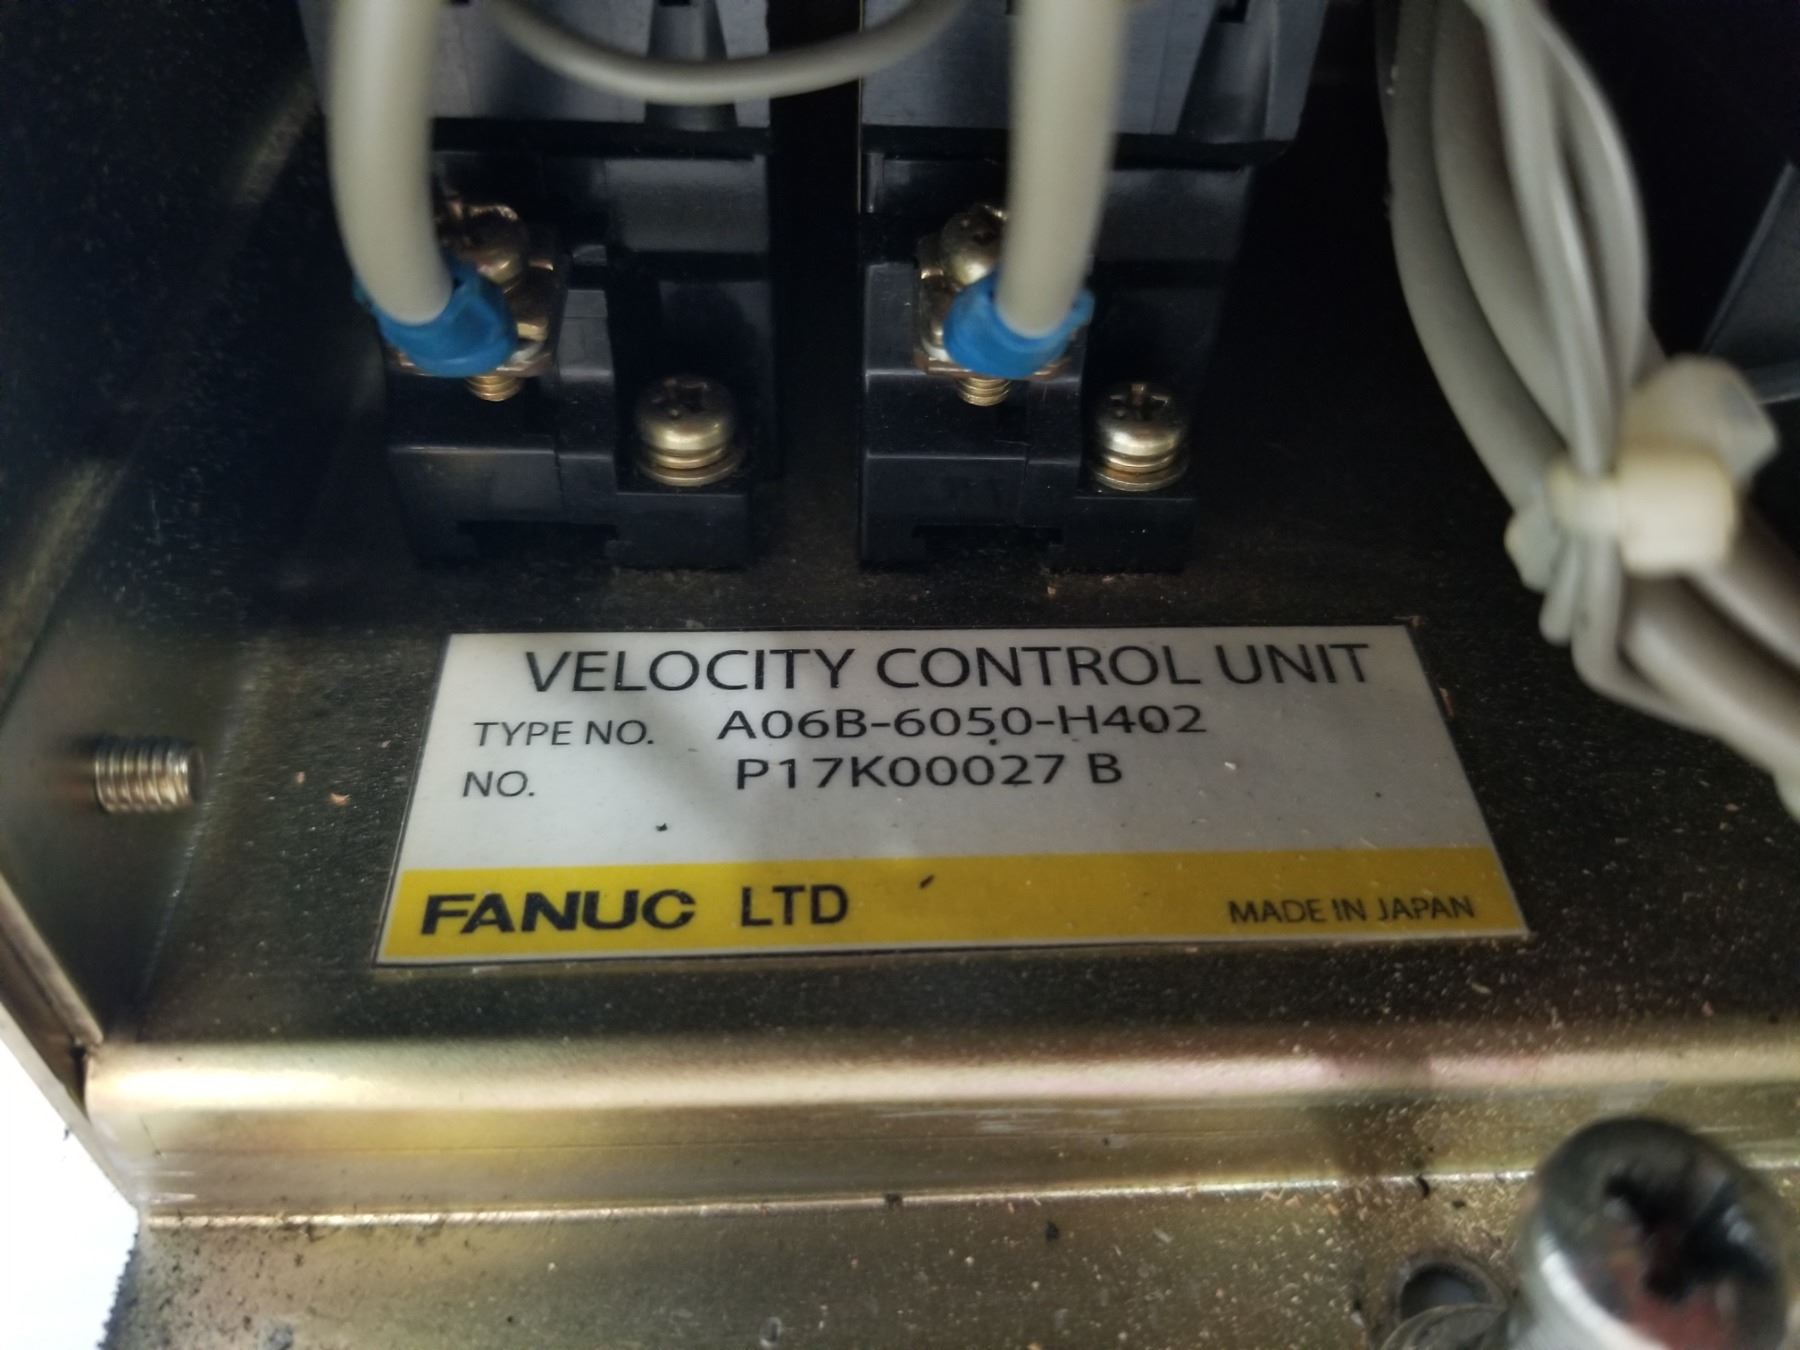 VELOCITY CONTROL UNIT
TYPE NO. A06B-6050-H402
NO. P17K00027 B
FANUC LTD MADE IN JAPAN